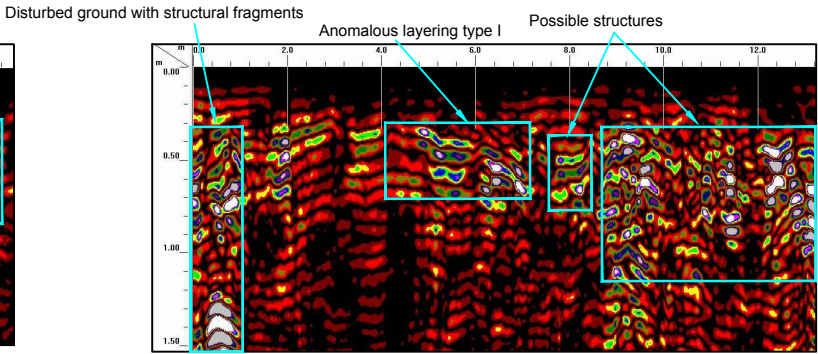 Disturbed ground with structural fragments
Anomalous layering type I
Possible structures
m 0.0 2.0 4.0 6.0 8.0 10.0 12.0
m
0.00
0.50
1.00
1.50